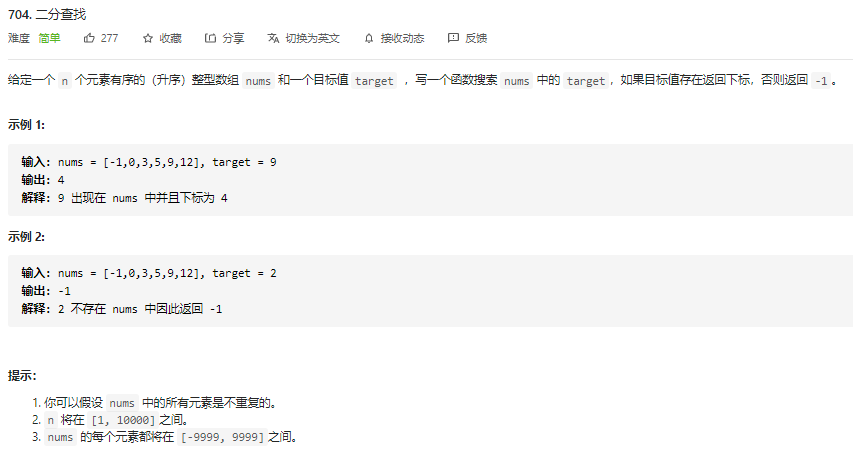 704. 二分查找
难度 简单 277 收藏 分享 切换为英文 接收动态 反馈
给定一个 n 个元素有序的（升序）整型数组 nums 和一个目标值 target ，写一个函数搜索 nums 中的 target，如果目标值存在返回下标，否则返回 -1。
示例 1:
输入: nums = [-1,0,3,5,9,12], target = 9
输出: 4
解释: 9 出现在 nums 中并且下标为 4
示例 2:
输入: nums = [-1,0,3,5,9,12], target = 2
输出: -1
解释: 2 不存在 nums 中因此返回 -1
提示：
1. 你可以假设 nums 中的所有元素是不重复的。
2. n 将在 [1, 10000]之间。
3. nums 的每个元素都将在 [-9999, 9999]之间。